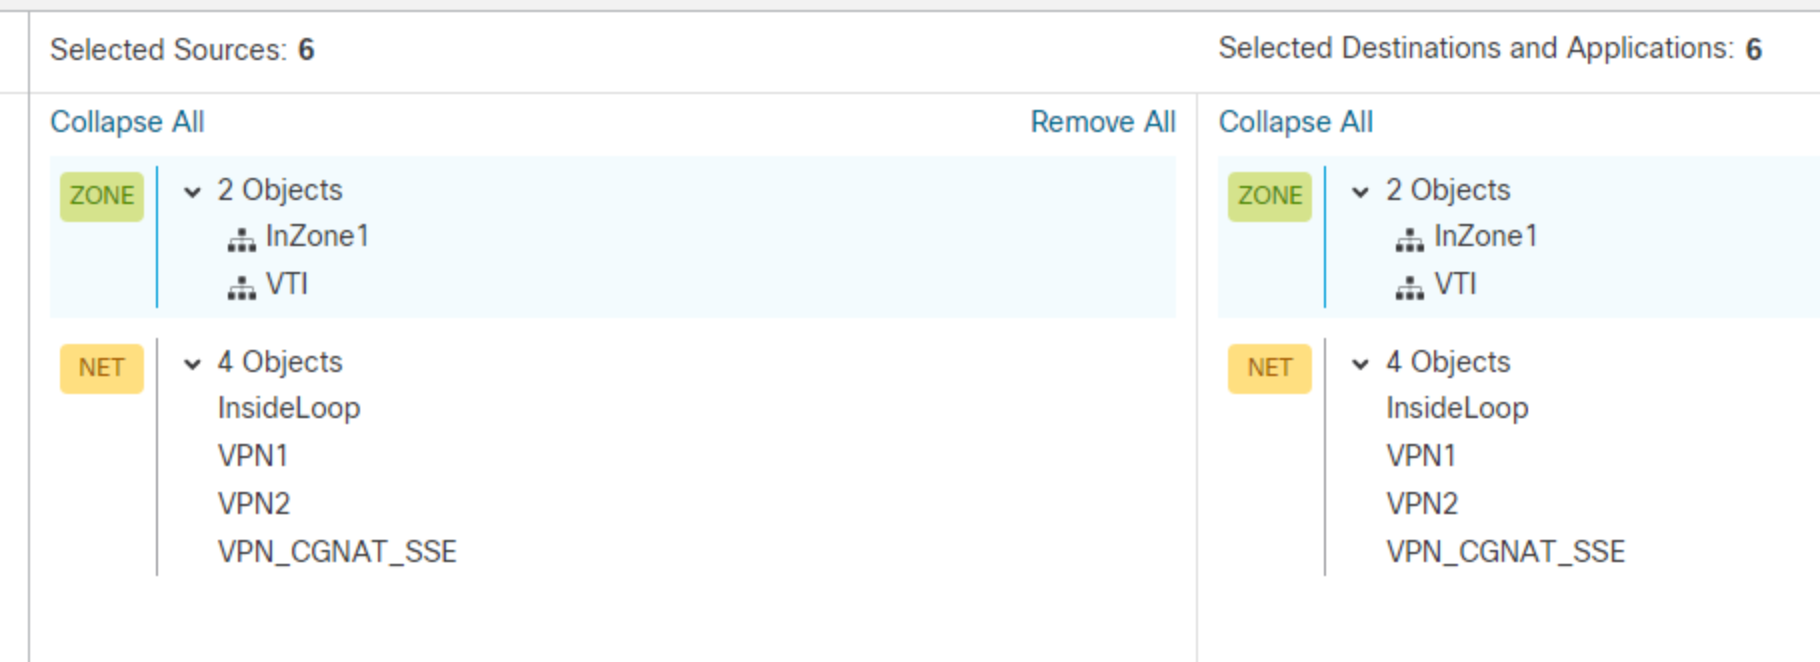 Selected Sources: 6
Collapse All
Remove All
ZONE
2 Objects
InZone1
VTI
NET
4 Objects
InsideLoop
VPN1
VPN2
VPN_CGNAT_SSE
Selected Destinations and Applications: 6
Collapse All
ZONE
2 Objects
InZone1
VTI
NET
4 Objects
InsideLoop
VPN1
VPN2
VPN_CGNAT_SSE